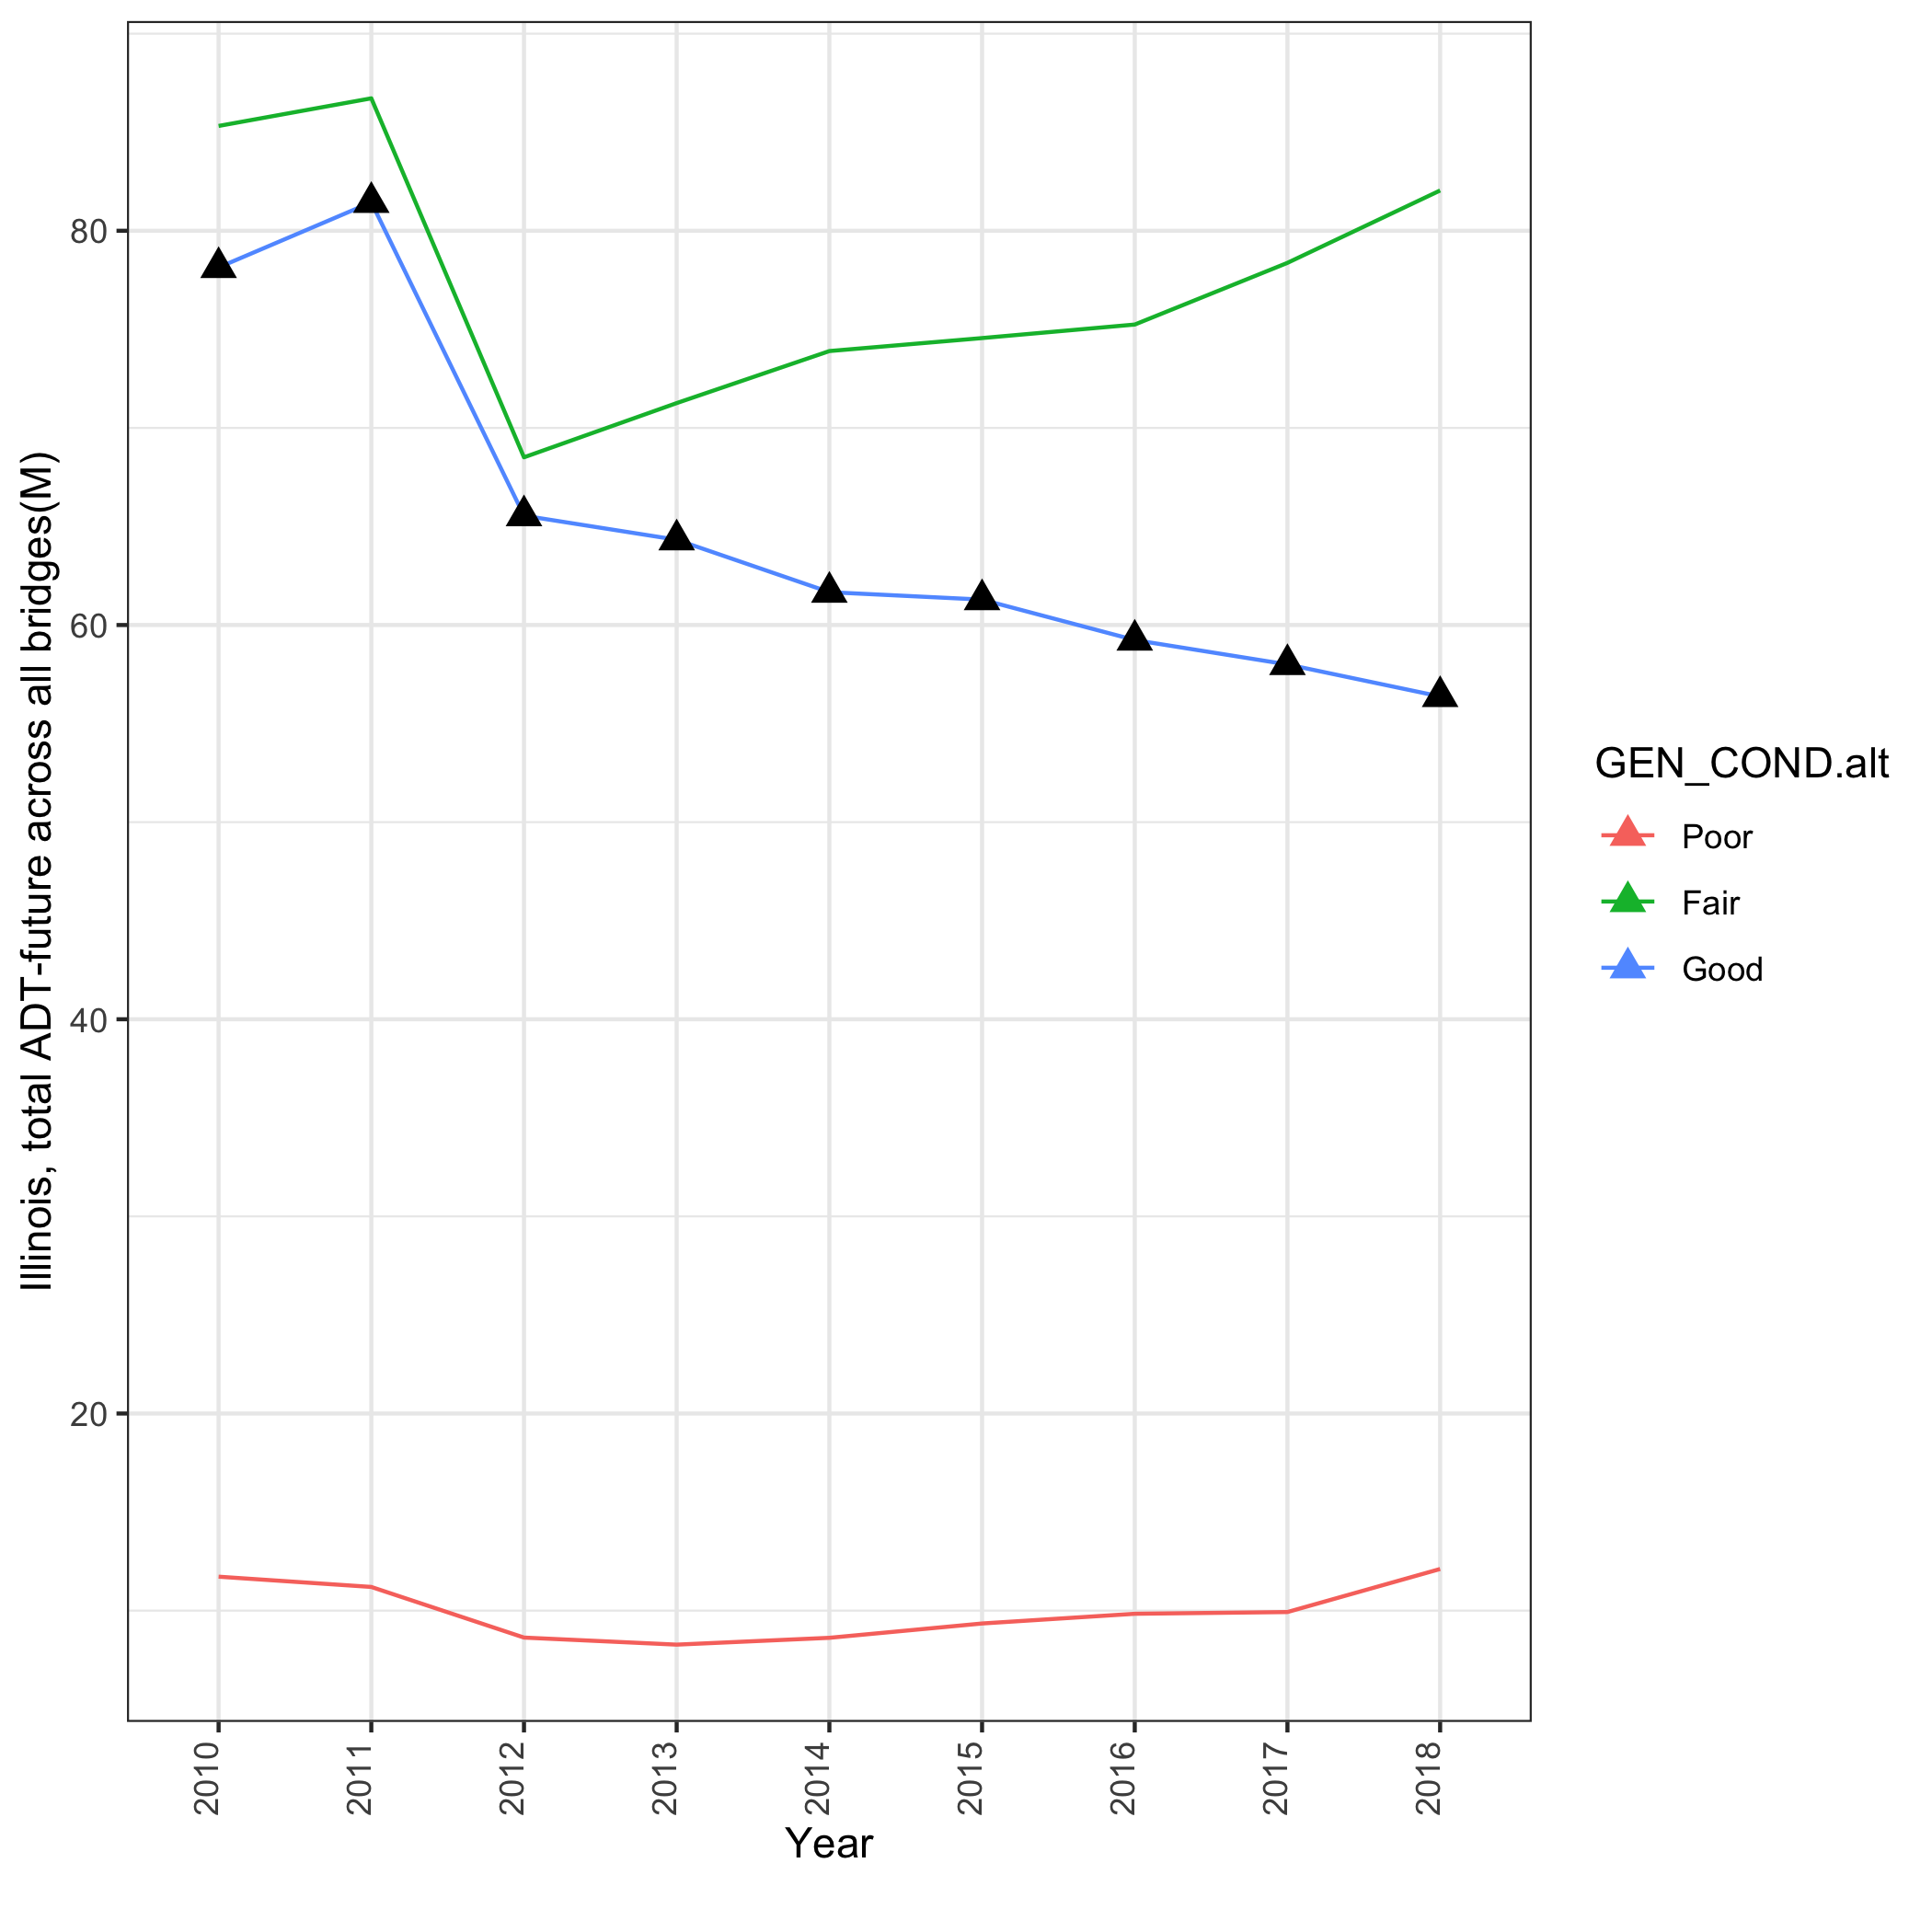 Illinois, total ADT-future across all bridges(M)
80
60
40
20
2010
2011
2012
2013
2014
2015
2016
2017
2018
Year
GEN_COND.alt
Poor
Fair
Good